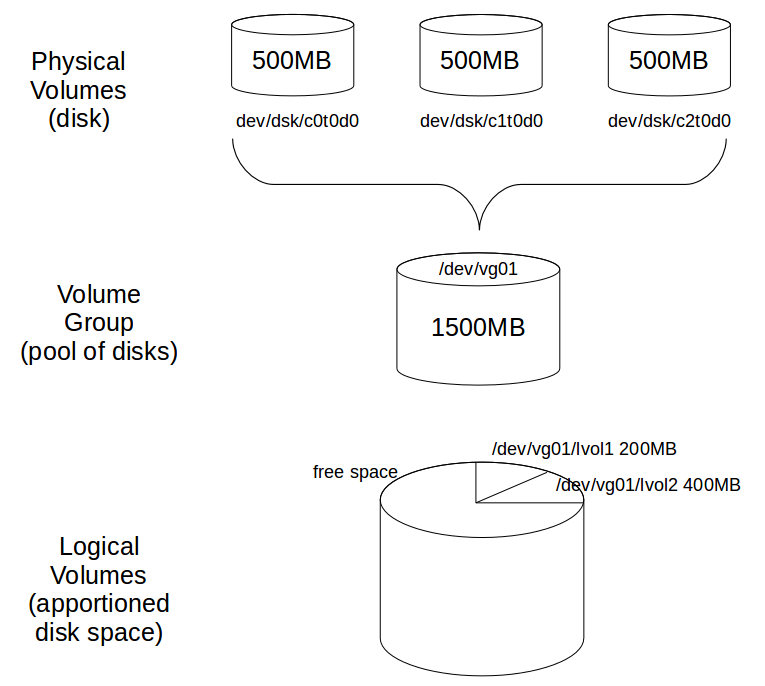 Physical
Volumes
(disk)
500MB
500MB
500MB
dev/dsk/c0t0d0
dev/dsk/c1t0d0
dev/dsk/c2t0d0
Volume
Group
(pool of disks)
/dev/vg01
1500MB
Logical
Volumes
(apportioned
disk space)
free space
/dev/vg01/lvol1 200MB
/dev/vg01/lvol2 400MB